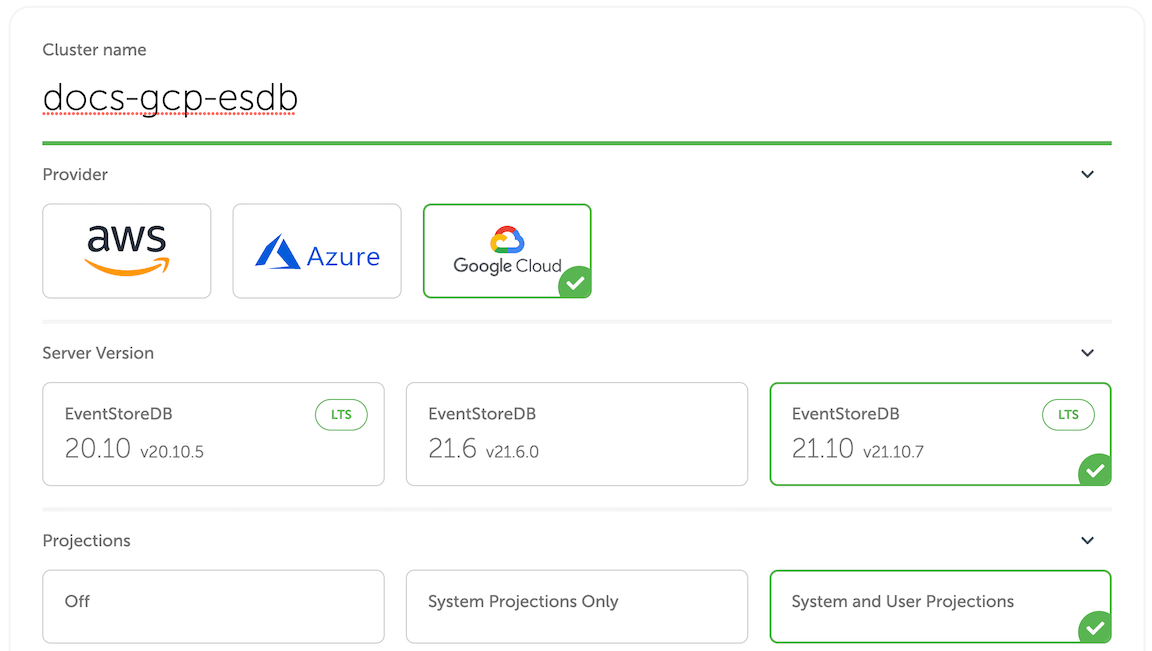 Cluster name
docs-gcp-esdb
Provider
aws
Azure
Google Cloud
Server Version
EventStoreDB LTS
20.10 v20.10.5
EventStoreDB
21.6 v21.6.0
EventStoreDB LTS
21.10 v21.10.7
Projections
Off
System Projections Only
System and User Projections